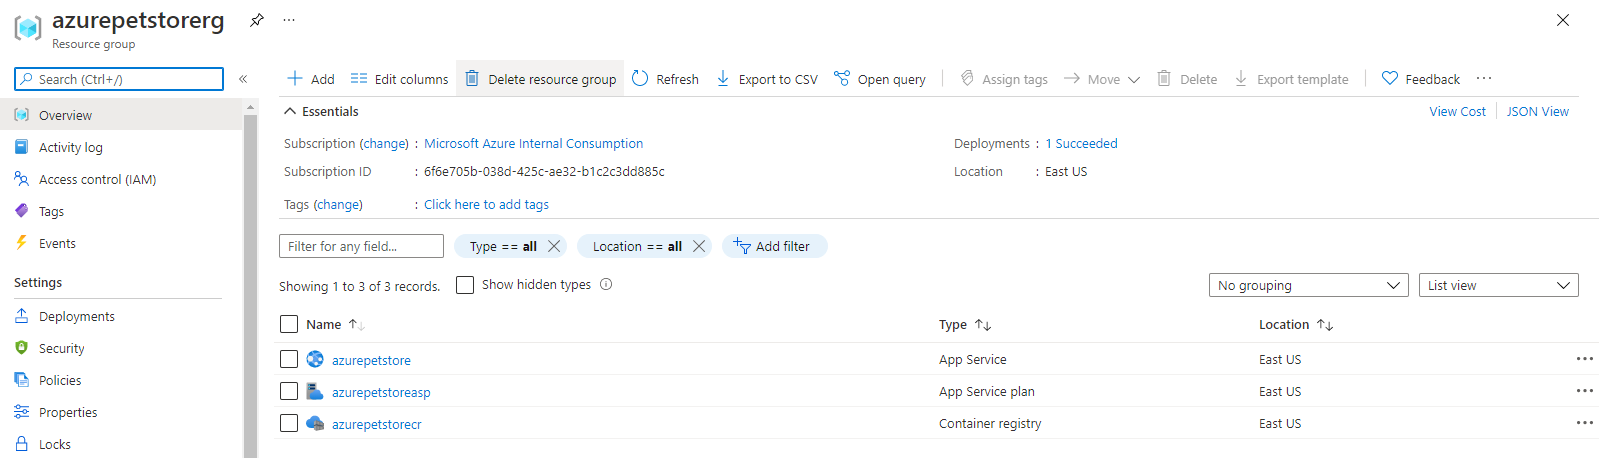 azurepetstorerg
Resource group
Search (Ctrl+/)
Overview
Activity log
Access control (IAM)
Tags
Events
Settings
Deployments
Security
Policies
Properties
Locks
Add Edit columns Delete resource group Refresh Export to CSV Open query Assign tags Move Delete Export template Feedback
Essentials View Cost JSON View
Subscription (change) : Microsoft Azure Internal Consumption Deployments : 1 Succeeded
Subscription ID : 6f6e705b-038d-425c-ae32-b1c2c3dd885c Location : East US
Tags (change) : Click here to add tags
Filter for any field... Type == all Location == all Add filter
Showing 1 to 3 of 3 records. Show hidden types No grouping List view
Name Type Location
azurepetstore App Service East US
azurepetstoreasp App Service plan East US
azurepetstorecr Container registry East US